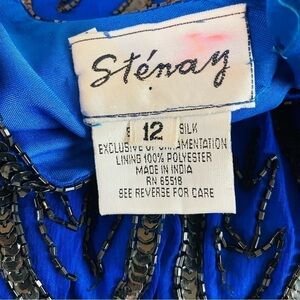 Sténay
12 SILK
EXCLUSIVE OF ORNAMENTATION
LINING 100% POLYESTER
MADE IN INDIA
RN 65518
SEE REVERSE FOR CARE